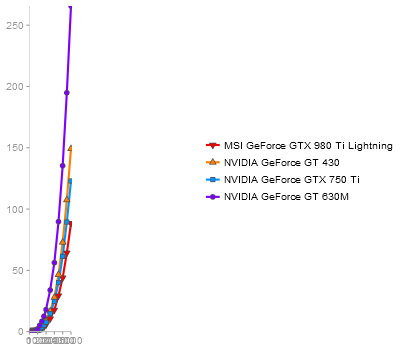 250
200
150
100
50
0
MSI GeForce GTX 980 Ti Lightning
NVIDIA GeForce GT 430
NVIDIA GeForce GTX 750 Ti
NVIDIA GeForce GT 630M